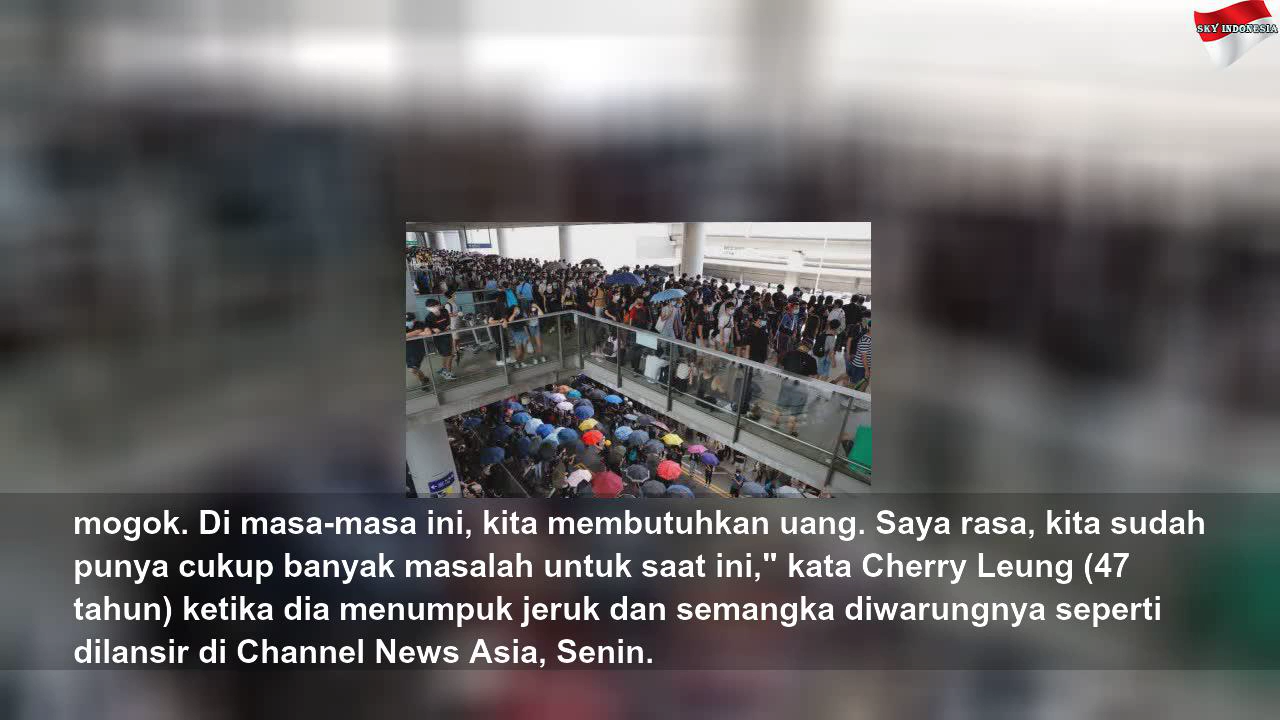 SKY INDONESIA
mogok. Di masa-masa ini, kita membutuhkan uang. Saya rasa, kita sudah
punya cukup banyak masalah untuk saat ini," kata Cherry Leung (47
tahun) ketika dia menumpuk jeruk dan semangka diwarungnya seperti
dilansir di Channel News Asia, Senin.